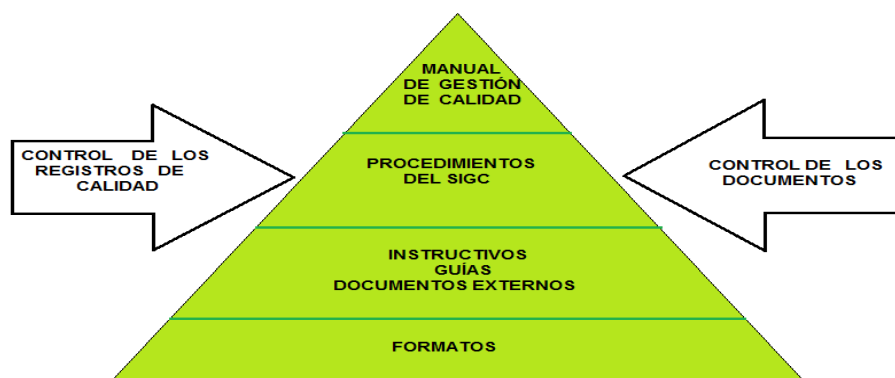 MANUAL
DE GESTIÓN
DE CALIDAD
CONTROL DE LOS
REGISTROS DE
CALIDAD
PROCEDIMIENTOS
DEL SIGC
CONTROL DE LOS
DOCUMENTOS
INSTRUCTIVOS
GUÍAS
DOCUMENTOS EXTERNOS
FORMATOS